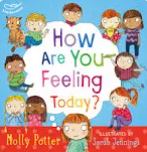 How
Are You
Feeling
Today?
Molly Potter
ILLUSTRATED BY
Sarah Jennings